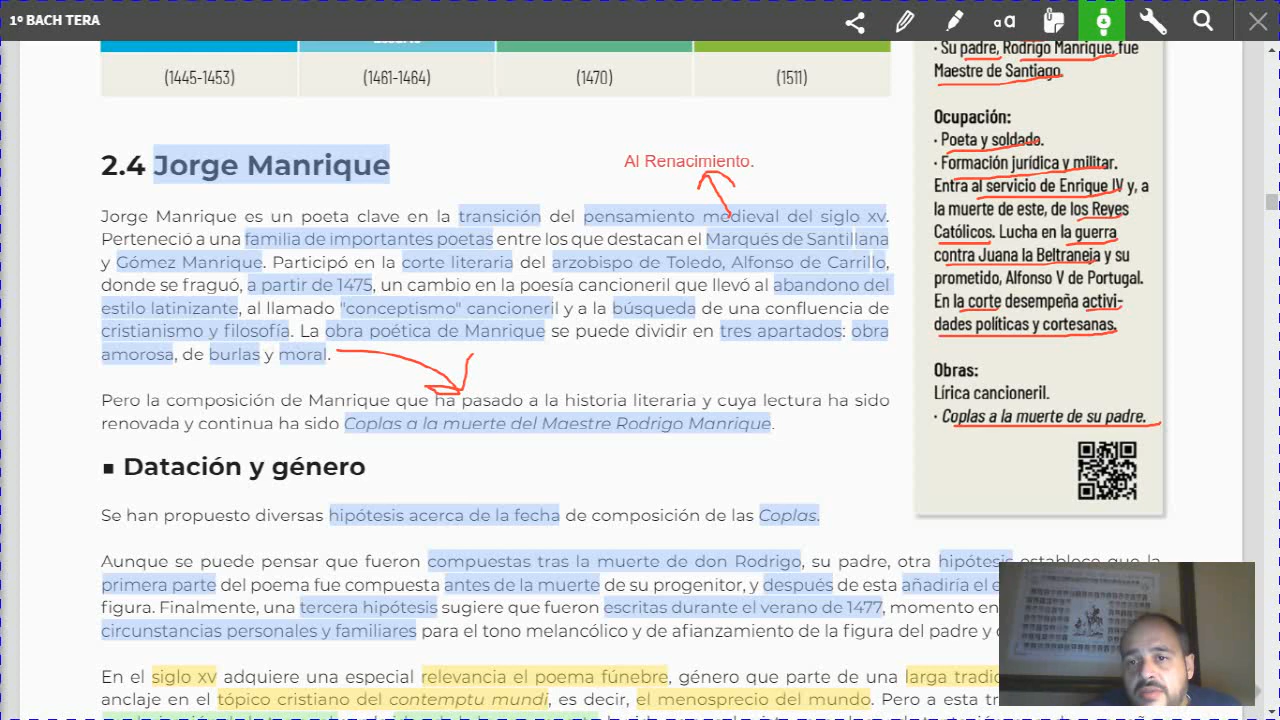 1º BACH TERA
aa
(1445-1453) (1461-1464) (1470) (1511)
2.4 Jorge Manrique
Al Renacimiento.
Jorge Manrique es un poeta clave en la transición del pensamiento medieval del siglo XV.
Perteneció a una familia de importantes poetas entre los que destacan el Marqués de Santillana
y Gómez Manrique. Participó en la corte literaria del arzobispo de Toledo, Alfonso de Carrillo,
donde se fraguó, a partir de 1475, un cambio en la poesía cancioneril que llevó al abandono del
estilo latinizante, al llamado "conceptismo" cancioneril y a la búsqueda de una confluencia de
cristianismo y filosofía. La obra poética de Manrique se puede dividir en tres apartados: obra
amorosa, de burlas y moral.
Pero la composición de Manrique que ha pasado a la historia literaria y cuya lectura ha sido
renovada y continua ha sido Coplas a la muerte del Maestre Rodrigo Manrique.
▪ Datación y género
Se han propuesto diversas hipótesis acerca de la fecha de composición de las Coplas.
Aunque se puede pensar que fueron compuestas tras la muerte de don Rodrigo, su padre, otra hipótesis establece que la
primera parte del poema fue compuesta antes de la muerte de su progenitor, y después de esta añadiría el
figura. Finalmente, una tercera hipótesis sugiere que fueron escritas durante el verano de 1477, momento en
circunstancias personales y familiares para el tono melancólico y de afianzamiento de la figura del padre y
En el siglo XV adquiere una especial relevancia el poema fúnebre, género que parte de una larga
anclaje en el tópico cristiano del contemptu mundi, es decir, el menosprecio del mundo. Pero a esta
· Su padre, Rodrigo Manrique, fue
Maestre de Santiago.
Ocupación:
· Poeta y soldado.
· Formación jurídica y militar.
Entra al servicio de Enrique IV y, a
la muerte de este, de los Reyes
Católicos. Lucha en la guerra
contra Juana la Beltraneja y su
prometido, Alfonso V de Portugal.
En la corte desempeña activi-
dades políticas y cortesanas.
Obras:
Lírica cancioneril.
· Coplas a la muerte de su padre.